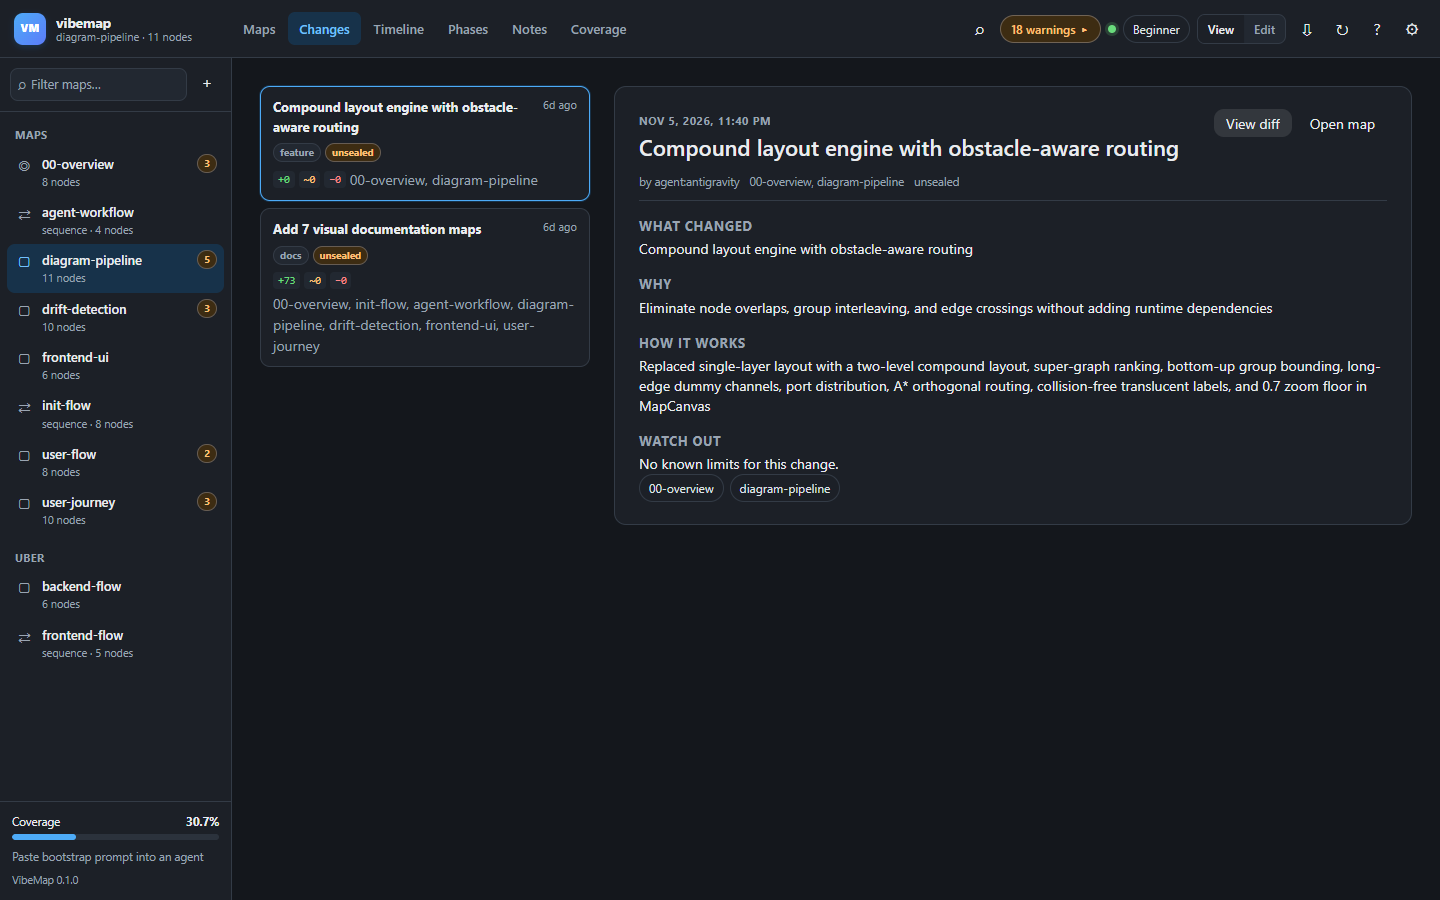 VM
vibemap
diagram-pipeline · 11 nodes
Maps
Changes
Timeline
Phases
Notes
Coverage
18 warnings ▸
Beginner
View
Edit
?
Filter maps...
+
MAPS
00-overview
3
8 nodes
agent-workflow
sequence · 4 nodes
diagram-pipeline
5
11 nodes
drift-detection
3
10 nodes
frontend-ui
6 nodes
init-flow
sequence · 8 nodes
user-flow
2
8 nodes
user-journey
3
10 nodes
UBER
backend-flow
6 nodes
frontend-flow
sequence · 5 nodes
Coverage
30.7%
Paste bootstrap prompt into an agent
VibeMap 0.1.0
Compound layout engine with obstacle-
aware routing
6d ago
feature
unsealed
+0 ~0 −0 00-overview, diagram-pipeline
Add 7 visual documentation maps
6d ago
docs
unsealed
+73 ~0 −0
00-overview, init-flow, agent-workflow, diagram-
pipeline, drift-detection, frontend-ui, user-
journey
NOV 5, 2026, 11:40 PM
View diff
Open map
Compound layout engine with obstacle-aware routing
by agent:antigravity 00-overview, diagram-pipeline unsealed
WHAT CHANGED
Compound layout engine with obstacle-aware routing
WHY
Eliminate node overlaps, group interleaving, and edge crossings without adding runtime dependencies
HOW IT WORKS
Replaced single-layer layout with a two-level compound layout, super-graph ranking, bottom-up group bounding, long-
edge dummy channels, port distribution, A* orthogonal routing, collision-free translucent labels, and 0.7 zoom floor in
MapCanvas
WATCH OUT
No known limits for this change.
00-overview
diagram-pipeline